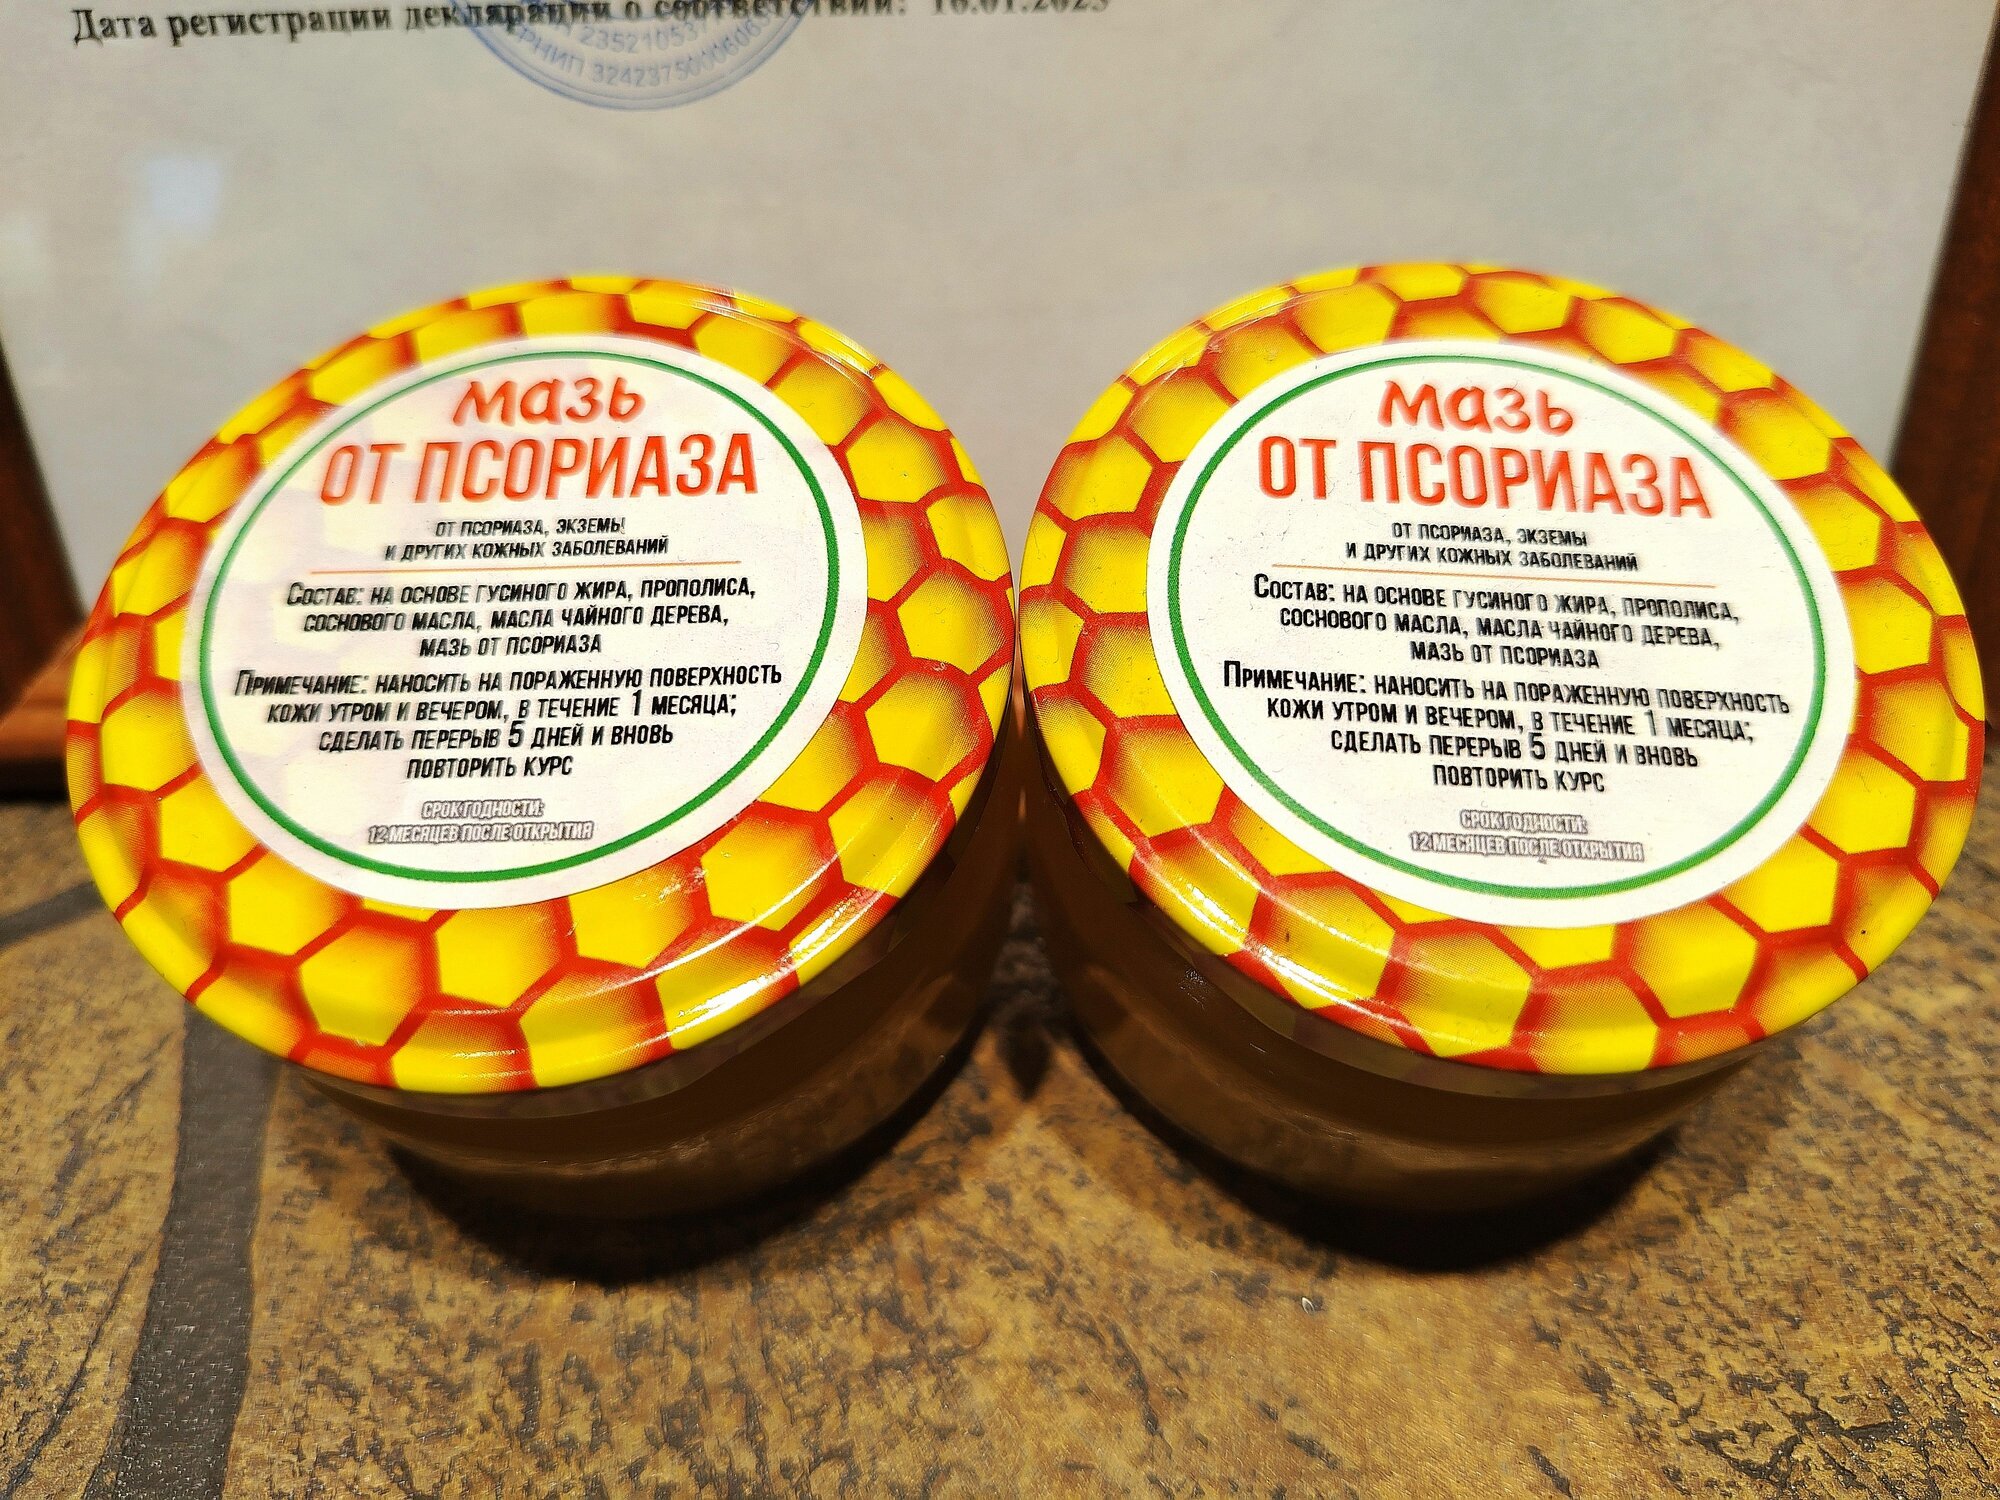 Дата регистрации декларации о соответствии: 16.01.2025
мазь
ОТ ПСОРИАЗА
ОТ ПСОРИАЗА, ЭКЗЕМЫ
И ДРУГИХ КОЖНЫХ ЗАБОЛЕВАНИЙ
Состав: НА ОСНОВЕ ГУСИНОГО ЖИРА, ПРОПОЛИСА,
СОСНОВОГО МАСЛА, МАСЛА ЧАЙНОГО ДЕРЕВА,
МАЗЬ ОТ ПСОРИАЗА
Примечание: НАНОСИТЬ НА ПОРАЖЕННУЮ ПОВЕРХНОСТЬ
КОЖИ УТРОМ И ВЕЧЕРОМ, В ТЕЧЕНИЕ 1 МЕСЯЦА;
СДЕЛАТЬ ПЕРЕРЫВ 5 ДНЕЙ И ВНОВЬ
ПОВТОРИТЬ КУРС
СРОК ГОДНОСТИ:
12 МЕСЯЦЕВ ПОСЛЕ ОТКРЫТИЯ
мазь
ОТ ПСОРИАЗА
ОТ ПСОРИАЗА, ЭКЗЕМЫ
И ДРУГИХ КОЖНЫХ ЗАБОЛЕВАНИЙ
Состав: НА ОСНОВЕ ГУСИНОГО ЖИРА, ПРОПОЛИСА,
СОСНОВОГО МАСЛА, МАСЛА ЧАЙНОГО ДЕРЕВА,
МАЗЬ ОТ ПСОРИАЗА
Примечание: НАНОСИТЬ НА ПОРАЖЕННУЮ ПОВЕРХНОСТЬ
КОЖИ УТРОМ И ВЕЧЕРОМ, В ТЕЧЕНИЕ 1 МЕСЯЦА;
СДЕЛАТЬ ПЕРЕРЫВ 5 ДНЕЙ И ВНОВЬ
ПОВТОРИТЬ КУРС
СРОК ГОДНОСТИ:
12 МЕСЯЦЕВ ПОСЛЕ ОТКРЫТИЯ